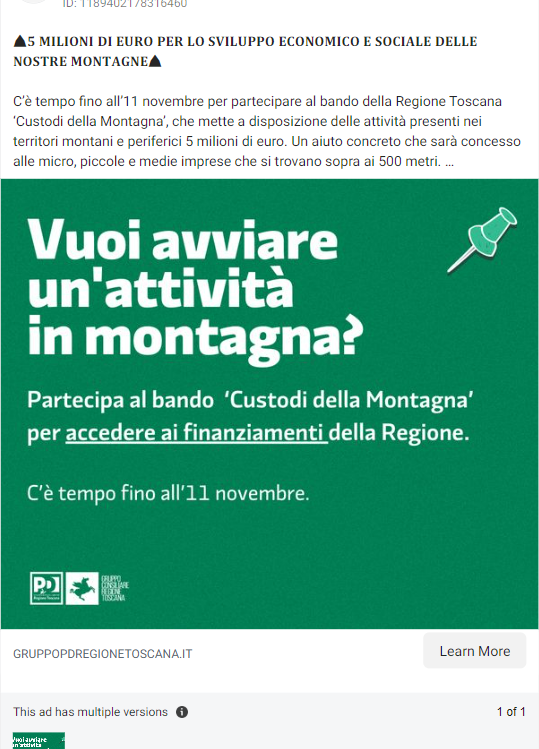 ID: 1189402178316460
▲5 MILIONI DI EURO PER LO SVILUPPO ECONOMICO E SOCIALE DELLE
NOSTRE MONTAGNE▲
C'è tempo fino all'11 novembre per partecipare al bando della Regione Toscana
'Custodi della Montagna', che mette a disposizione delle attività presenti nei
territori montani e periferici 5 milioni di euro. Un aiuto concreto che sarà concesso
alle micro, piccole e medie imprese che si trovano sopra ai 500 metri. ...
Vuoi avviare
un'attività
in montagna?
Partecipa al bando 'Custodi della Montagna'
per accedere ai finanziamenti della Regione.
C'è tempo fino all'11 novembre.
PD
Regione Toscana
GRUPPO
CONSILIARE
REGIONE
TOSCANA
GRUPPOPDREGIONETOSCANA.IT
Learn More
This ad has multiple versions
1 of 1
Vuoi avviare
un'attività